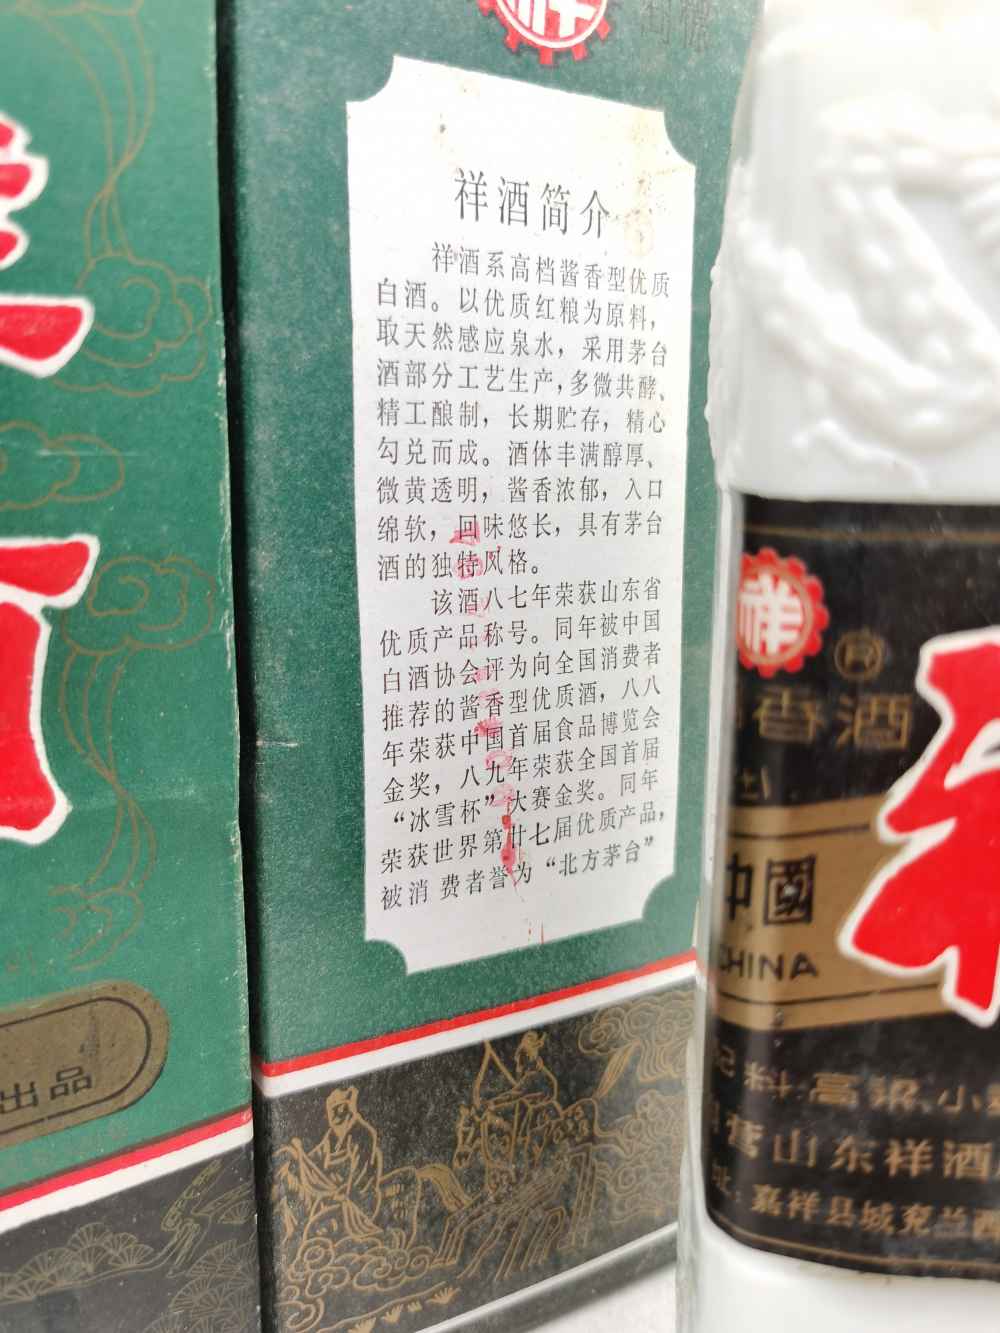 祥
祥酒简介
祥酒系高档酱香型优质
白酒。以优质红粮为原料，
取天然感应泉水，采用茅台
酒部分工艺生产，多微共酵、
精工酿制，长期贮存，精心
勾兑而成。酒体丰满醇厚、
微黄透明，酱香浓郁，入口
绵软，回味悠长，具有茅台
酒的独特风格。
该酒八七年荣获山东省
优质产品称号。同年被中国
白酒协会评为向全国消费者
推荐的酱香型优质酒，八八
年荣获中国首届食品博览会
金奖，八九年荣获全国首届
“冰雪杯”大赛金奖。同年
荣获世界第廿七届优质产品，
被消费者誉为“北方茅台”
出品
祥
香酒
中國
CHINA
料:高粱、小
营山东祥酒
嘉祥县城兖兰